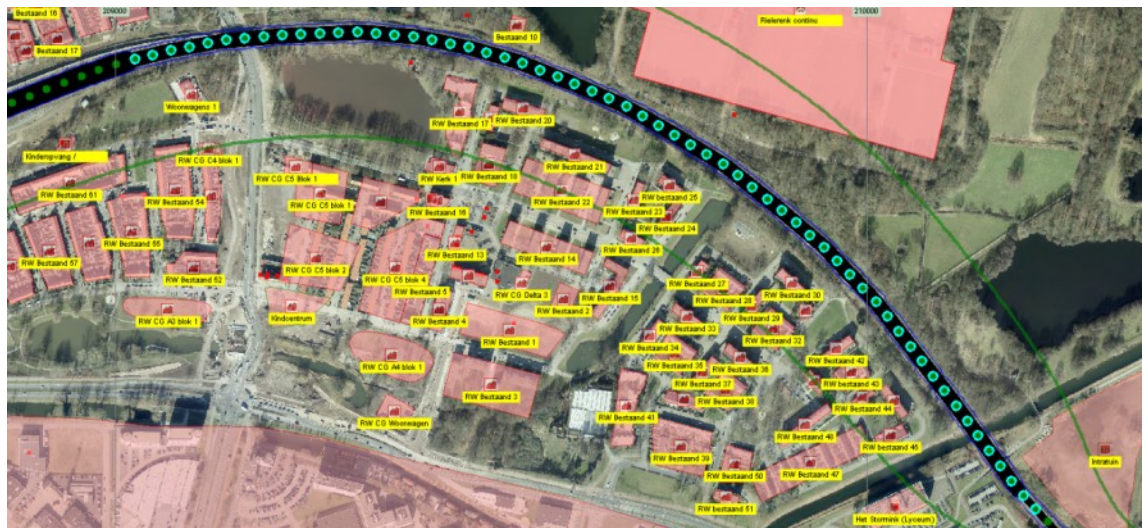 Bestaand 16
209000
210000
Rielerenk continu
Bestaand 17
Bestaand 10
Woonwagens 1
RW Bestaand 17
RW Bestaand 20
Kinderopvang /
RW CG C4 blok 1
RW Bestaand 21
RW CG C5 Blok 1
RW Kerk 1
RW Bestaand 18
RW Bestaand 61
RW Bestaand 54
RW CG C5 blok 1
RW Bestaand 22
RW bestaand 25
RW Bestaand 16
RW Bestaand 23
RW Bestaand 24
RW Bestaand 55
RW Bestaand 13
RW Bestaand 26
RW Bestaand 57
RW Bestaand 14
RW CG C5 blok 2
RW CG C5 blok 4
RW Bestaand 52
RW Bestaand 27
RW Bestaand 5
RW CG Delta 3
RW Bestaand 15
RW Bestaand 28
RW Bestaand 30
RW Bestaand 2
RW CG A3 blok 1
Kindcentrum
RW Bestaand 4
RW Bestaand 33
RW Bestaand 29
RW Bestaand 1
RW Bestaand 32
RW Bestaand 34
RW Bestaand 42
RW CG A4 blok 1
RW Bestaand 35
RW Bestaand 36
RW Bestaand 37
RW Bestaand 43
RW Bestaand 3
RW Bestaand 38
RW Bestaand 44
RW CG Woonwagen
RW Bestaand 41
RW Bestaand 48
RW Bestaand 45
RW Bestaand 39
RW Bestaand 47
Intratuin
RW Bestaand 50
RW bestaand 51
Het Stormink (Lyceum)